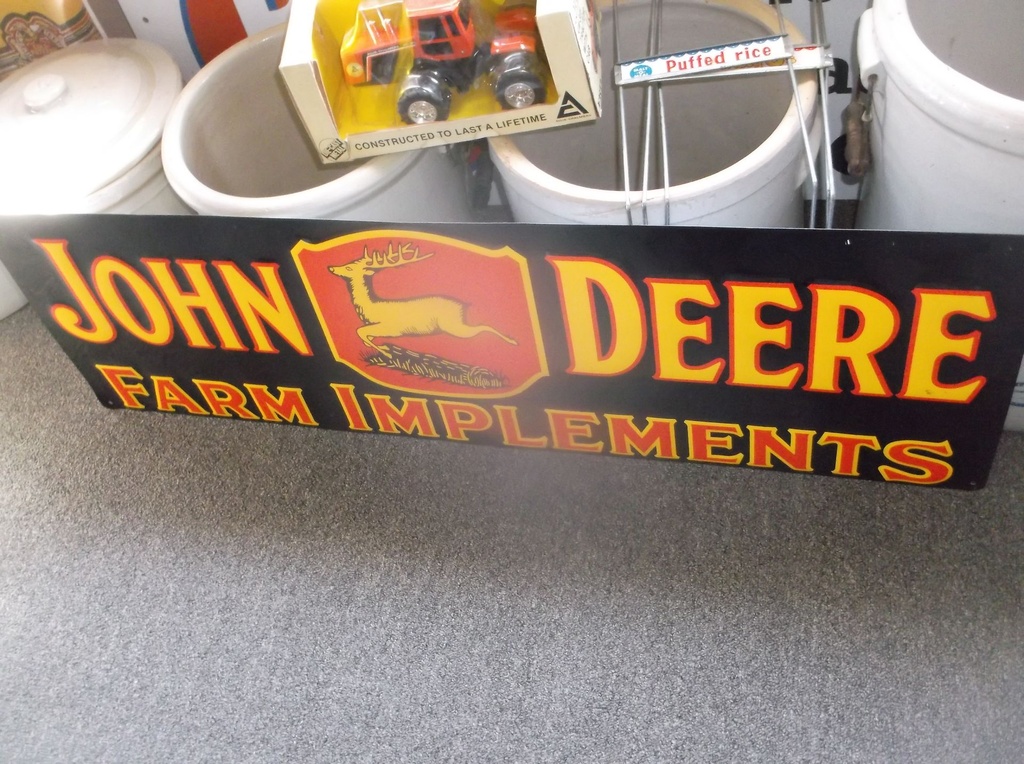 Puffed rice
CONSTRUCTED TO LAST A LIFETIME
JOHN DEERE
FARM IMPLEMENTS